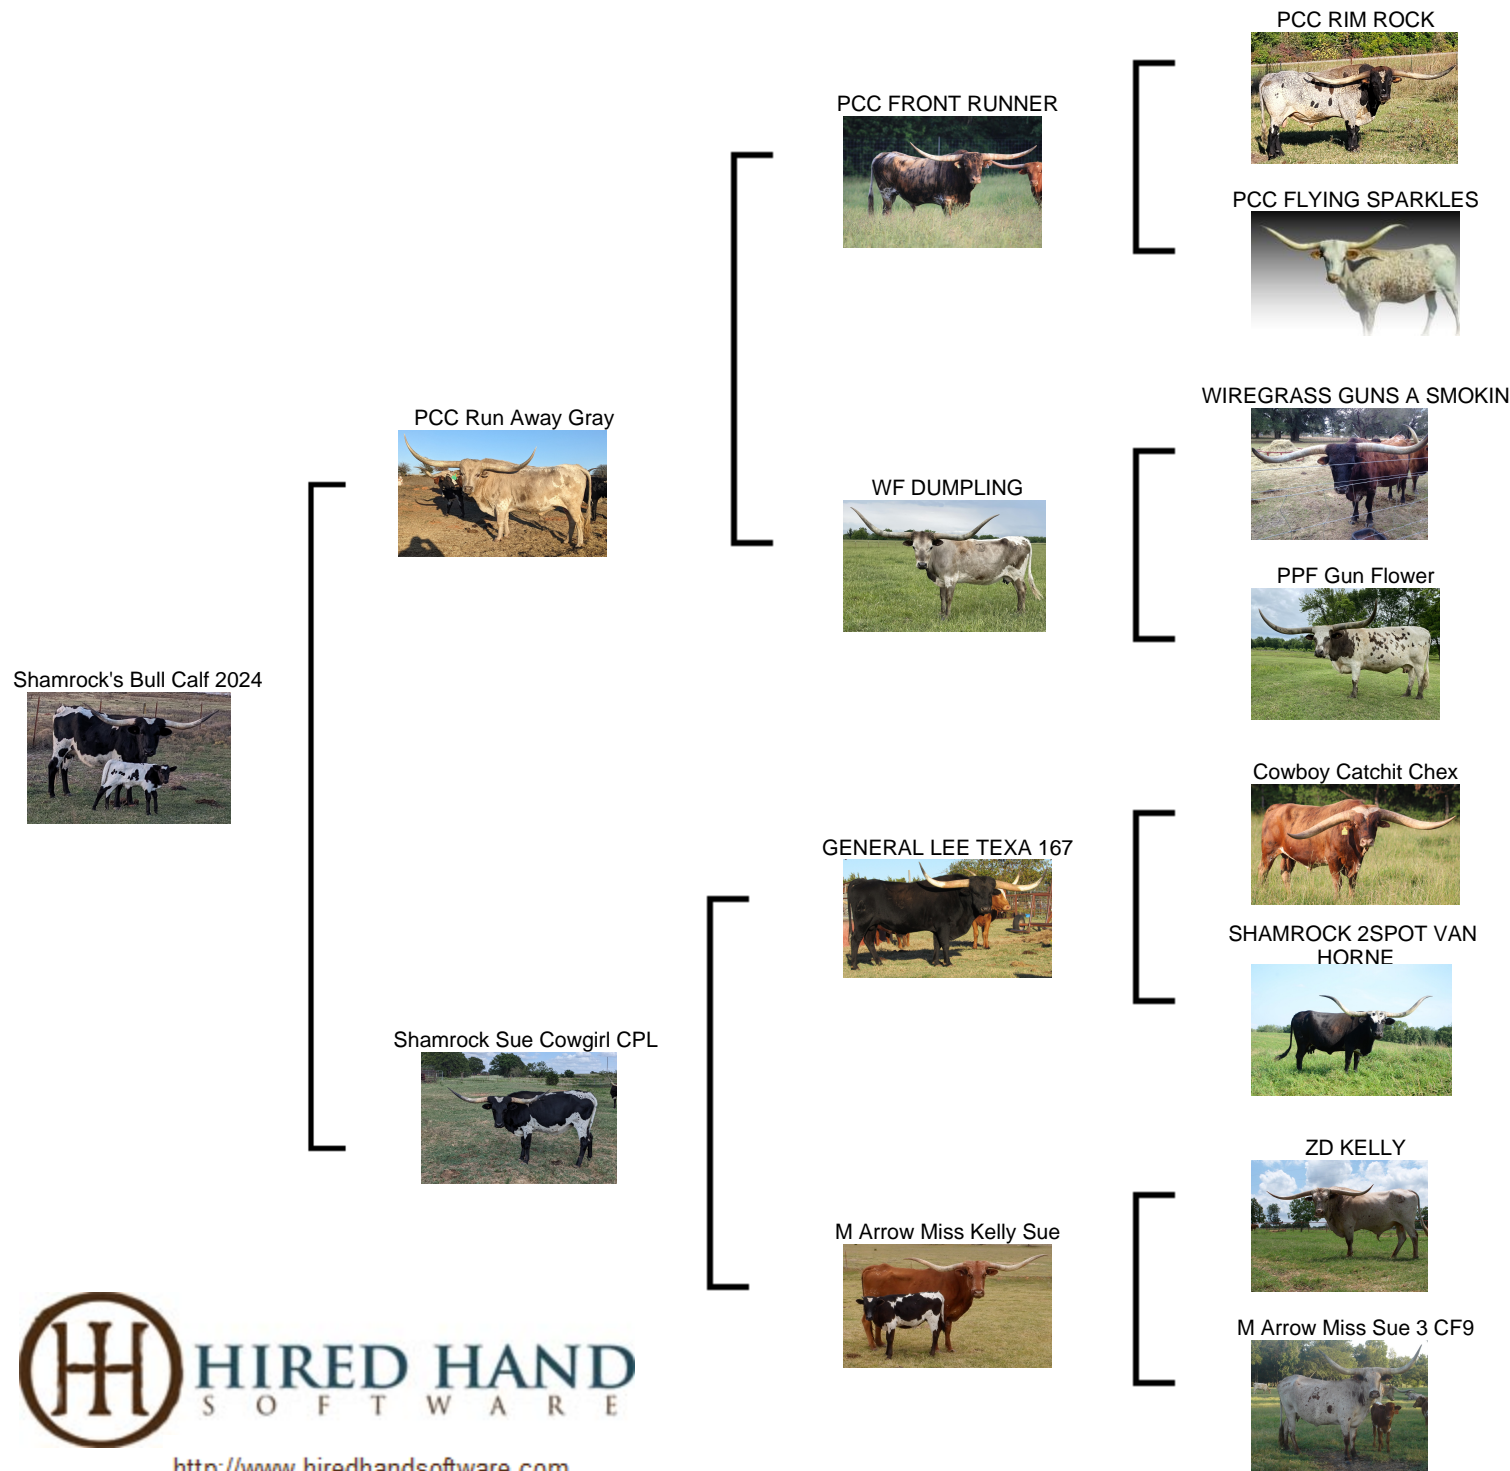 PCC RIM ROCK
PCC FRONT RUNNER
PCC FLYING SPARKLES
WIREGRASS GUNS A SMOKIN
PCC Run Away Gray
WF DUMPLING
PPF Gun Flower
Shamrock's Bull Calf 2024
Cowboy Catchit Chex
GENERAL LEE TEXA 167
SHAMROCK 2SPOT VAN
HORNE
Shamrock Sue Cowgirl CPL
ZD KELLY
M Arrow Miss Kelly Sue
M Arrow Miss Sue 3 CF9
HIRED HAND
SOFTWARE
http://www.hiredhandsoftware.com